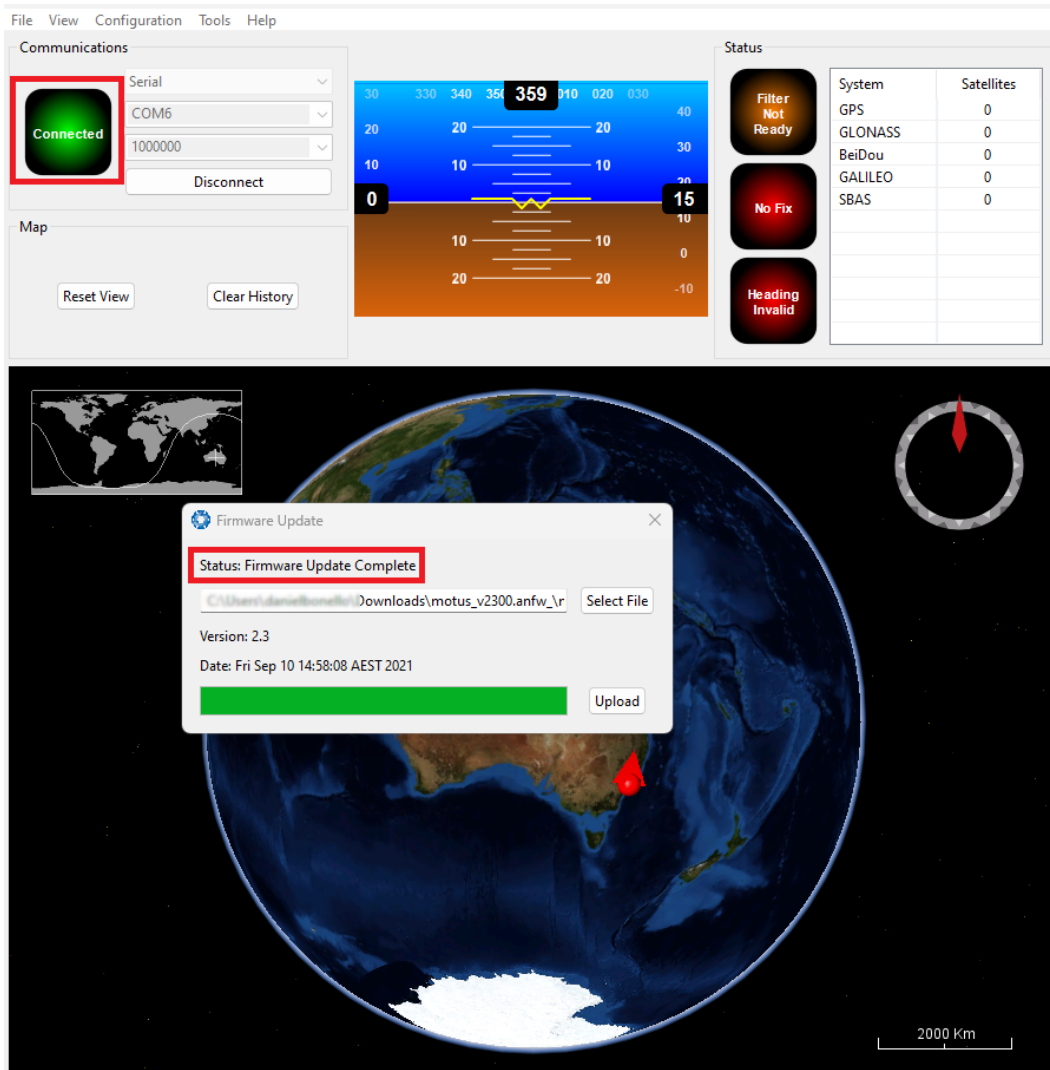 File View Configuration Tools Help
Communications
Connected
Serial
COM6
1000000
Disconnect
Map
Reset View Clear History
30 330 340 350 359 010 020 030
40
20 20 20
30
10 10 10
20
0 15
10
10 10
0
20 20
-10
Status
Filter
Not
Ready
No Fix
Heading
Invalid
System Satellites
GPS 0
GLONASS 0
BeiDou 0
GALILEO 0
SBAS 0
Firmware Update
Status: Firmware Update Complete
Downloads\motus_v2300.anfw_\r Select File
Version: 2.3
Date: Fri Sep 10 14:58:08 AEST 2021
Upload
2000 Km